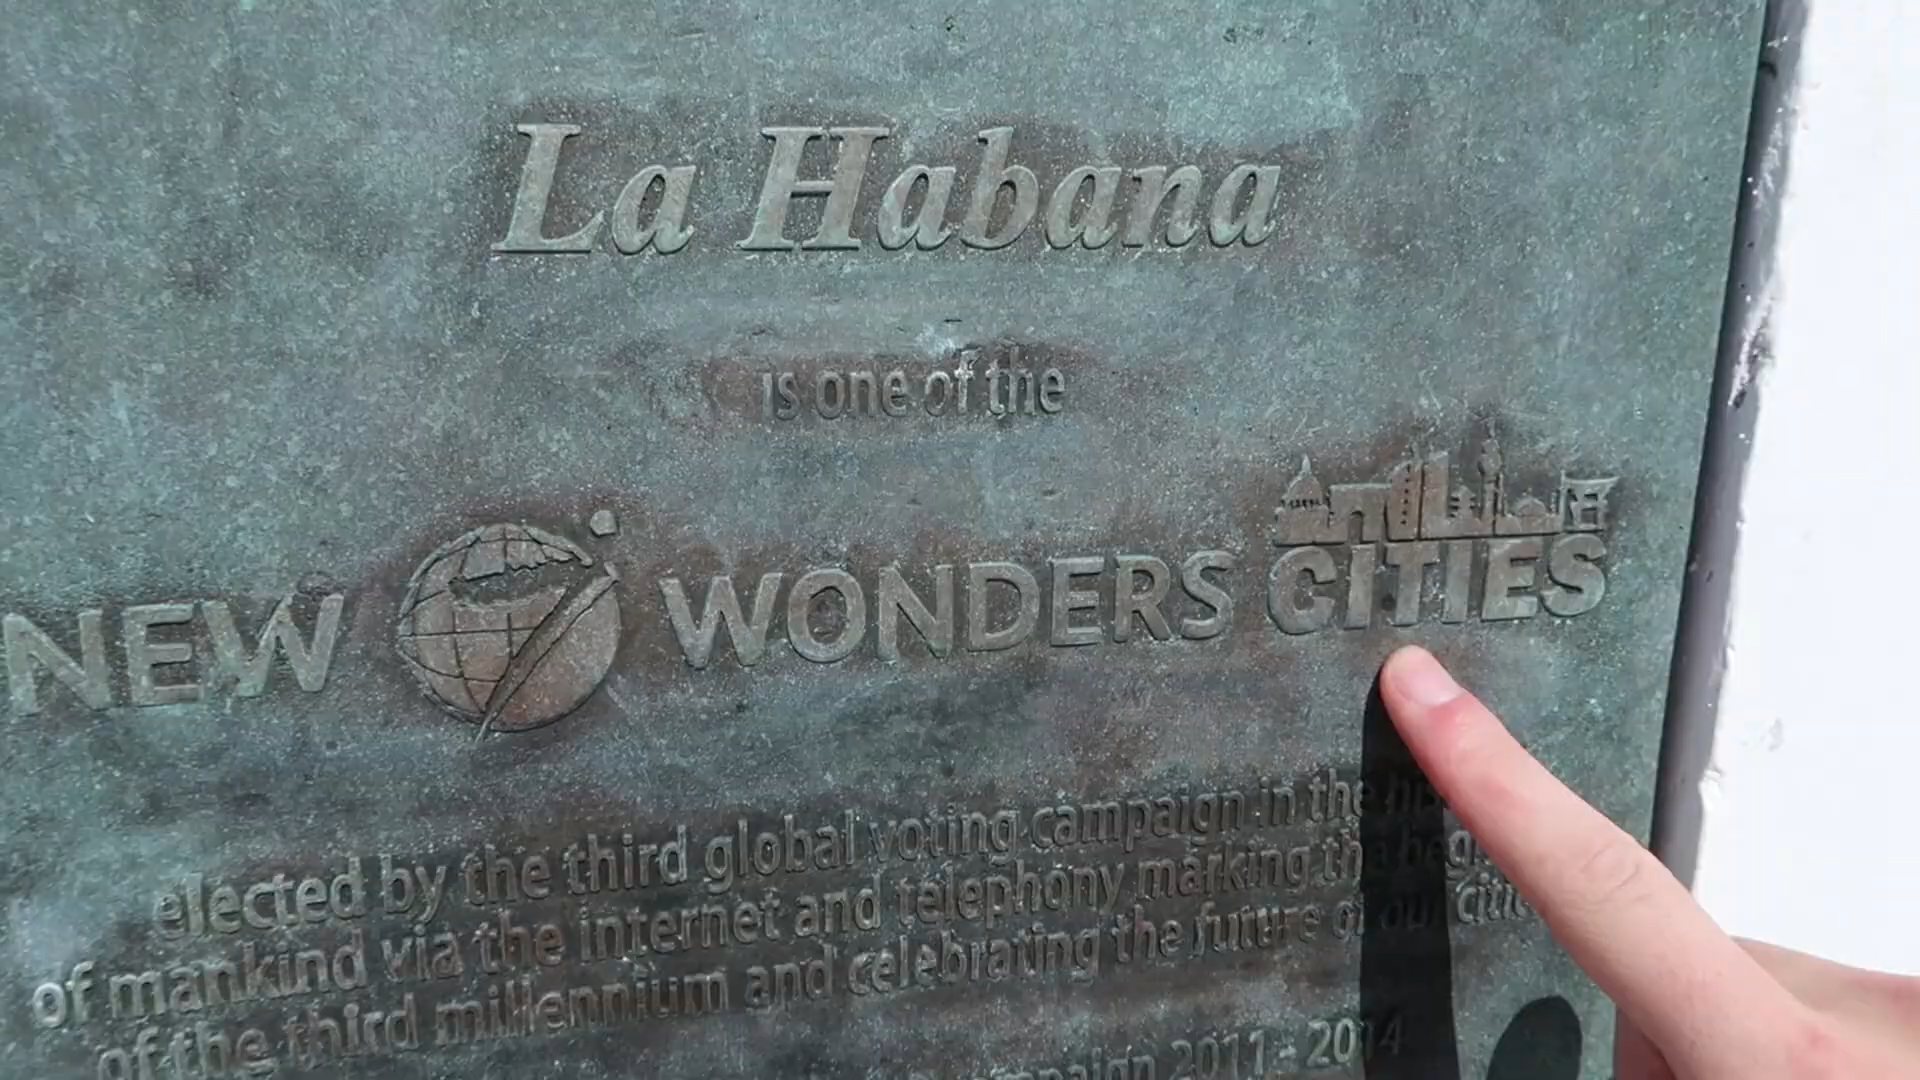 La Habana
is one of the
NEW WONDERS CITIES
elected by the third global voting campaign in the
of mankind via the internet and telephony marking the
of the third millennium and celebrating the future of our
2011 - 2014